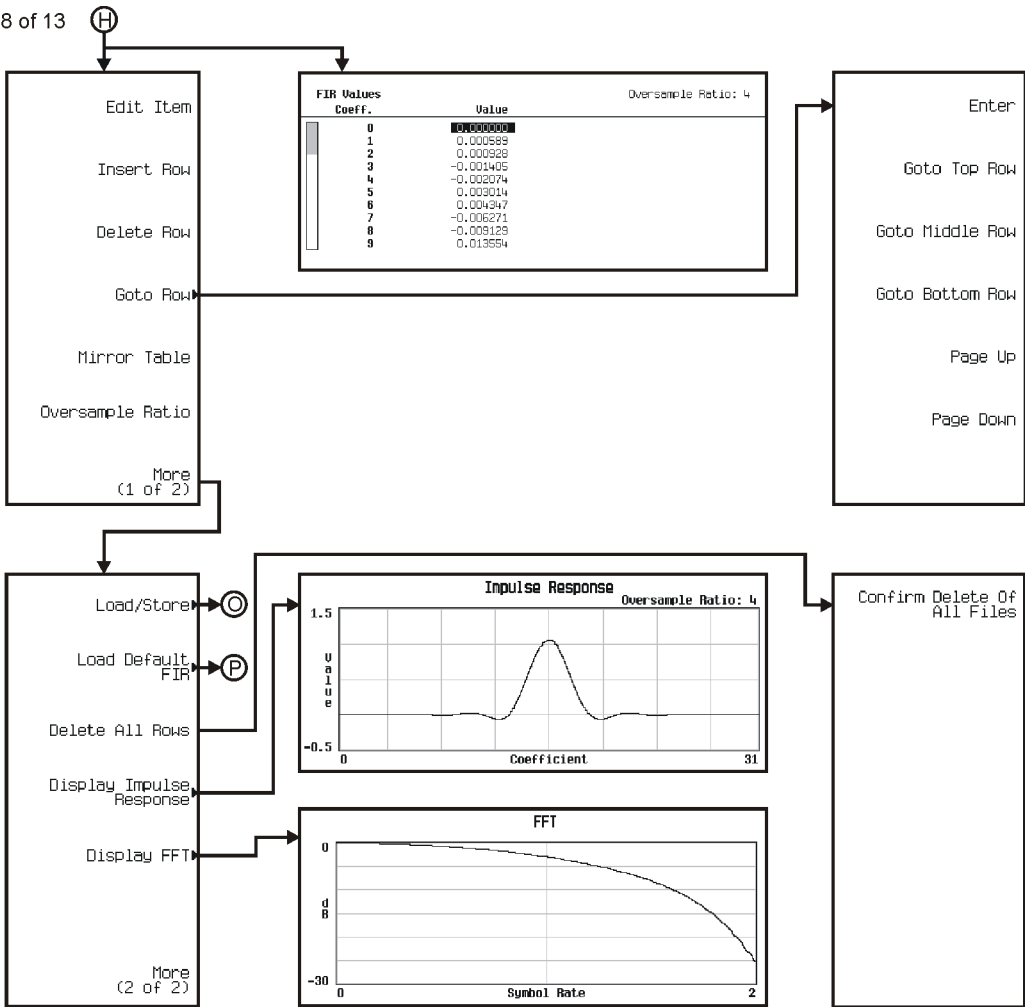 8 of 13 H
Edit Item
Insert Row
Delete Row
Goto Row
Mirror Table
Oversample Ratio
More
(1 of 2)
FIR Values Oversample Ratio: 4
Coeff. Value
0 0.000000
1 0.000589
2 0.000928
3 -0.001405
4 -0.002074
5 0.003014
6 0.004347
7 -0.006271
8 -0.009129
9 0.013554
Enter
Goto Top Row
Goto Middle Row
Goto Bottom Row
Page Up
Page Down
Load/Store O
Load Default
FIR P
Delete All Rows
Display Impulse
Response
Display FFT
More
(2 of 2)
Impulse Response
Oversample Ratio: 4
1.5
Value
-0.5
0 Coefficient 31
FFT
0
dB
-30
0 Symbol Rate 2
Confirm Delete Of
All Files